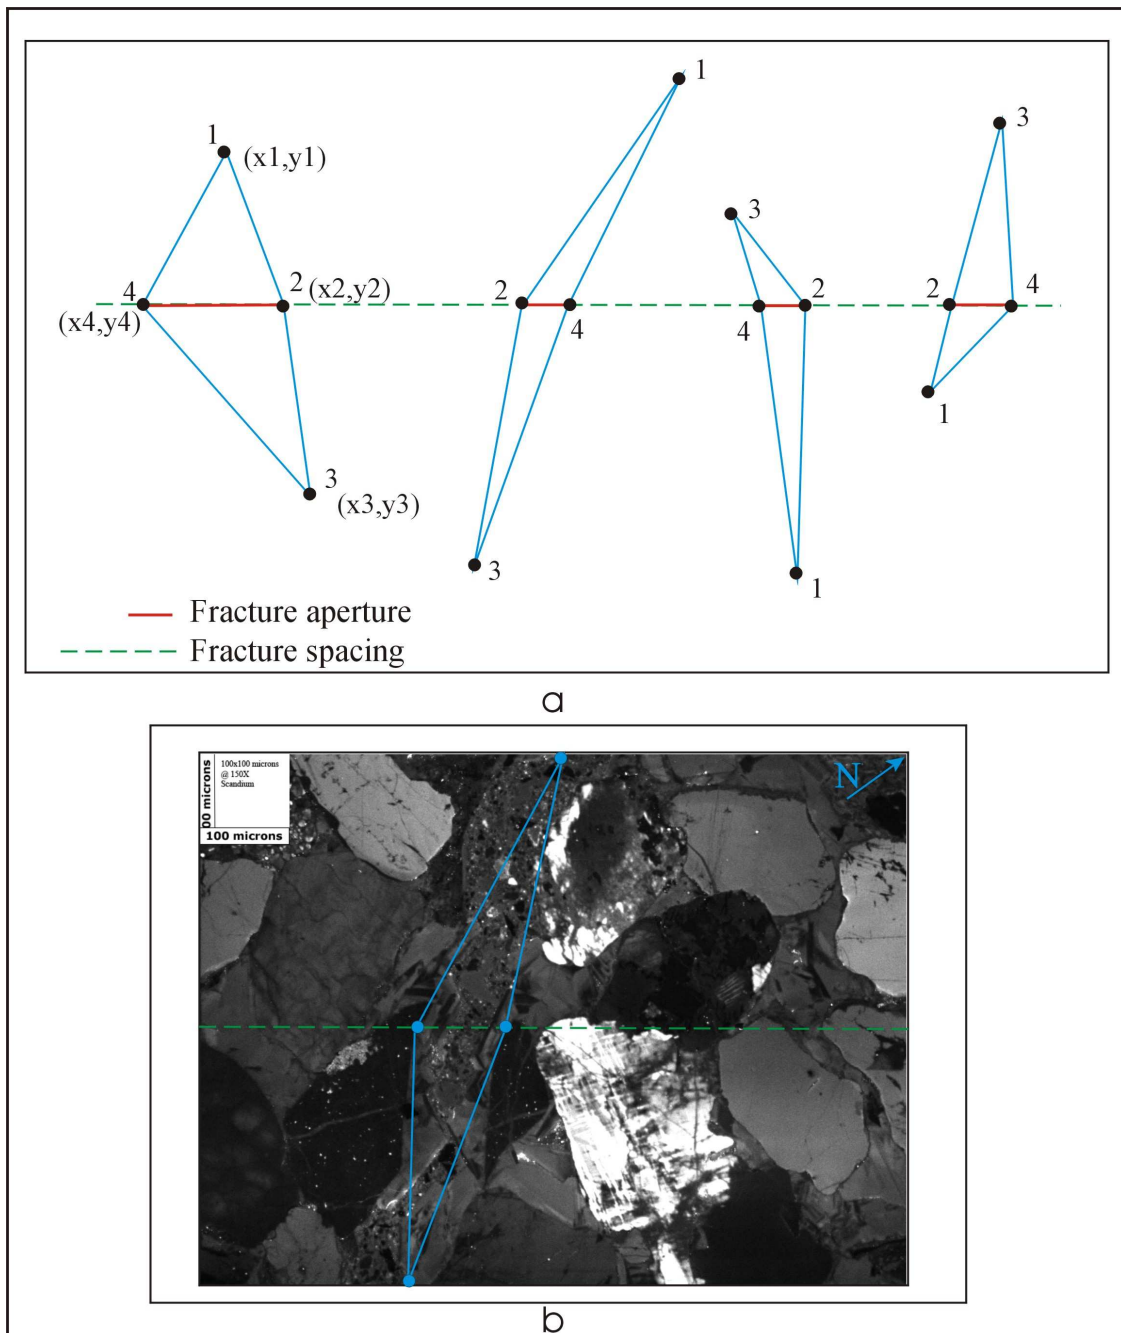 1
(x1,y1)
4
2
(x2,y2)
(x4,y4)
3
(x3,y3)
1
2
4
3
3
2
4
1
3
2
4
1
Fracture aperture
Fracture spacing
a
100x100 microns
@ 150X
Scandium
00 microns
100 microns
N
b